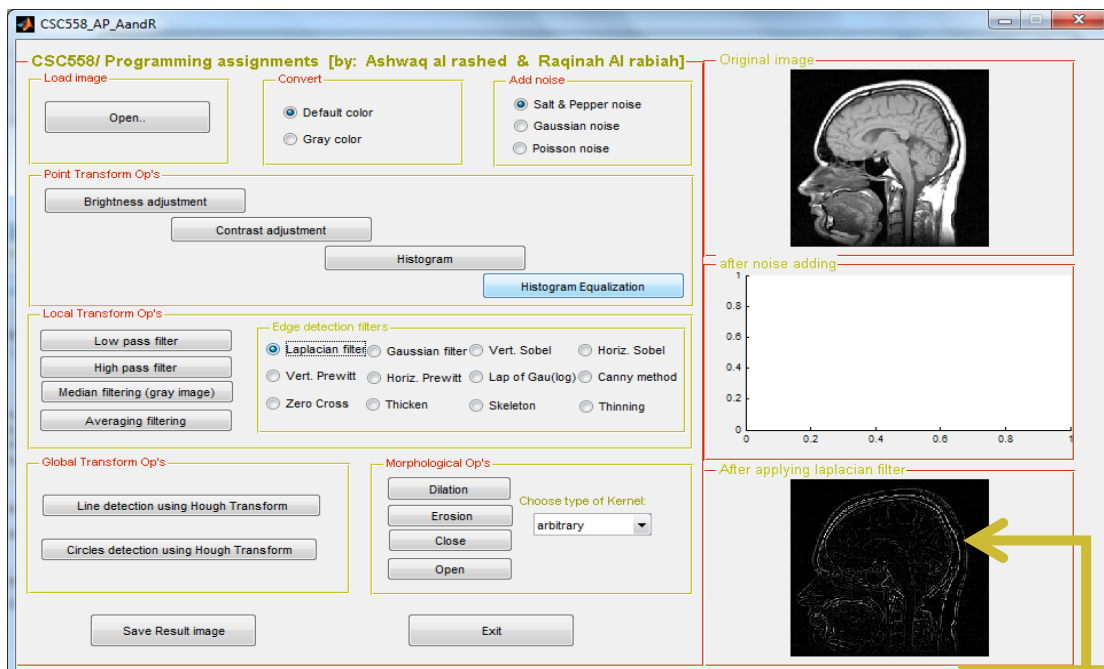 CSC558_AP_AandR
CSC558/ Programming assignments [by: Ashwaq al rashed & Raqinah Al rabiah]
Load image
Open..
Convert
Default color
Gray color
Add noise
Salt & Pepper noise
Gaussian noise
Poisson noise
Point Transform Op's
Brightness adjustment
Contrast adjustment
Histogram
Histogram Equalization
Local Transform Op's
Low pass filter
High pass filter
Median filtering (gray image)
Averaging filtering
Edge detection filters
Laplacian filter
Gaussian filter
Vert. Sobel
Horiz. Sobel
Vert. Prewitt
Horiz. Prewitt
Lap of Gau(log)
Canny method
Zero Cross
Thicken
Skeleton
Thinning
Global Transform Op's
Line detection using Hough Transform
Circles detection using Hough Transform
Morphological Op's
Dilation
Erosion
Close
Open
Choose type of Kernel:
arbitrary
Save Result image
Exit
Original image
after noise adding
1
0.8
0.6
0.4
0.2
0
0 0.2 0.4 0.6 0.8 1
After applying laplacian filter